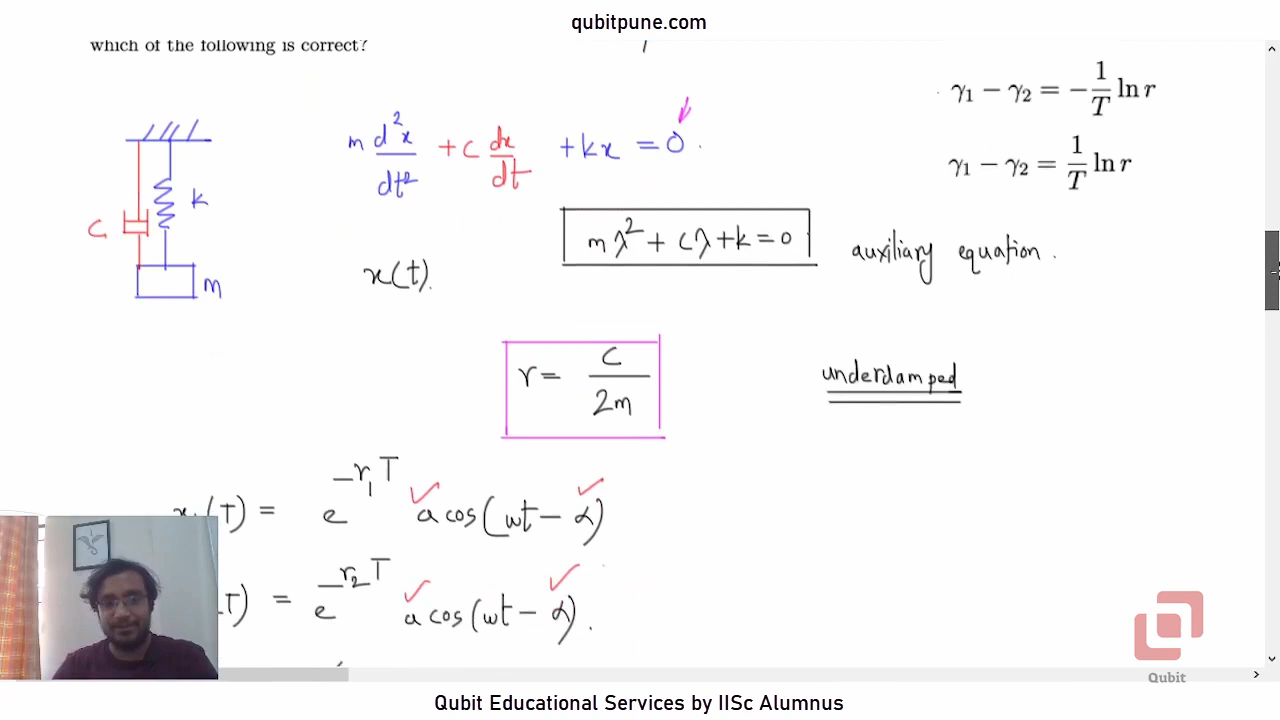 qubitpune.com
which of the following is correct?
γ₁ − γ₂ = −1/T ln r
γ₁ − γ₂ = 1/T ln r
m d²x/dt² + c dx/dt + kx = 0.
k
C
m
mλ² + cλ + k = 0
auxiliary equation.
x(t).
r = c/2m
underdamped
(T) = e^(−r₁T) a cos(ωt − α)
T) = e^(−r₂T) a cos(ωt − α).
Qubit
Qubit Educational Services by IISc Alumnus